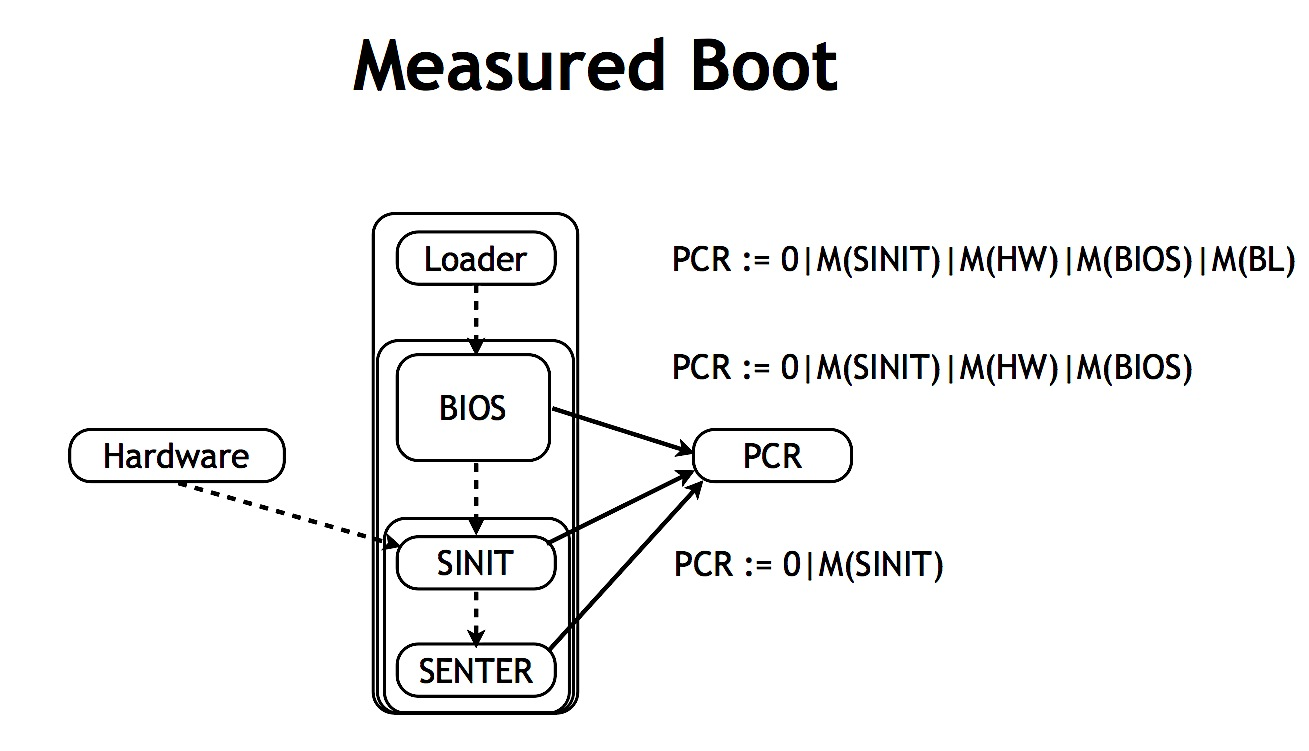 Measured Boot
Loader
PCR := 0|M(SINIT)|M(HW)|M(BIOS)|M(BL)
PCR := 0|M(SINIT)|M(HW)|M(BIOS)
BIOS
Hardware
PCR
SINIT
PCR := 0|M(SINIT)
SENTER